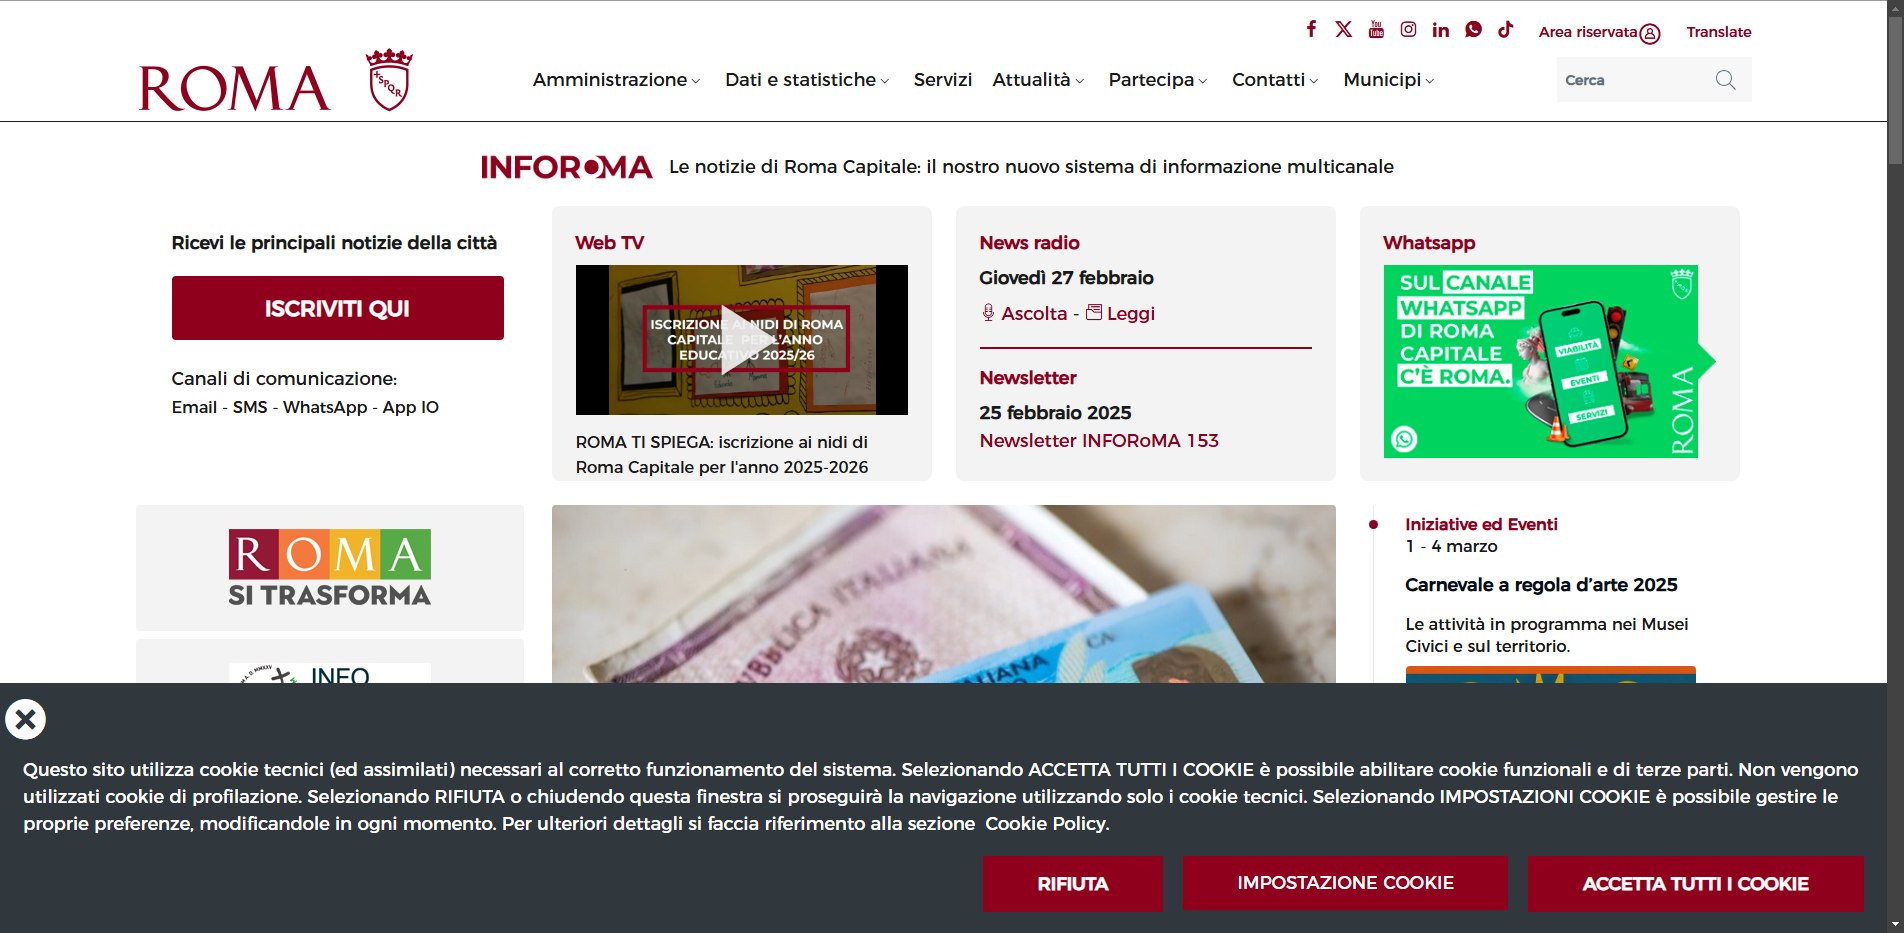 Area riservata
Translate
ROMA
SPQR
Amministrazione
Dati e statistiche
Servizi
Attualità
Partecipa
Contatti
Municipi
Cerca
INFOROMA
Le notizie di Roma Capitale: il nostro nuovo sistema di informazione multicanale
Ricevi le principali notizie della città
ISCRIVITI QUI
Canali di comunicazione:
Email - SMS - WhatsApp - App IO
Web TV
ISCRIZIONE AI NIDI DI ROMA
CAPITALE PER L'ANNO
EDUCATIVO 2025/26
ROMA TI SPIEGA: iscrizione ai nidi di
Roma Capitale per l'anno 2025-2026
News radio
Giovedì 27 febbraio
Ascolta - Leggi
Newsletter
25 febbraio 2025
Newsletter INFORoMA 153
Whatsapp
SUL CANALE
WHATSAPP
DI ROMA
CAPITALE
C'È ROMA.
VIABILITÀ
EVENTI
SERVIZI
ROMA
ROMA
SI TRASFORMA
INFO
REPUBBLICA ITALIANA
CA
Iniziative ed Eventi
1 - 4 marzo
Carnevale a regola d'arte 2025
Le attività in programma nei Musei
Civici e sul territorio.
Questo sito utilizza cookie tecnici (ed assimilati) necessari al corretto funzionamento del sistema. Selezionando ACCETTA TUTTI I COOKIE è possibile abilitare cookie funzionali e di terze parti. Non vengono
utilizzati cookie di profilazione. Selezionando RIFIUTA o chiudendo questa finestra si proseguirà la navigazione utilizzando solo i cookie tecnici. Selezionando IMPOSTAZIONI COOKIE è possibile gestire le
proprie preferenze, modificandole in ogni momento. Per ulteriori dettagli si faccia riferimento alla sezione Cookie Policy.
RIFIUTA
IMPOSTAZIONE COOKIE
ACCETTA TUTTI I COOKIE